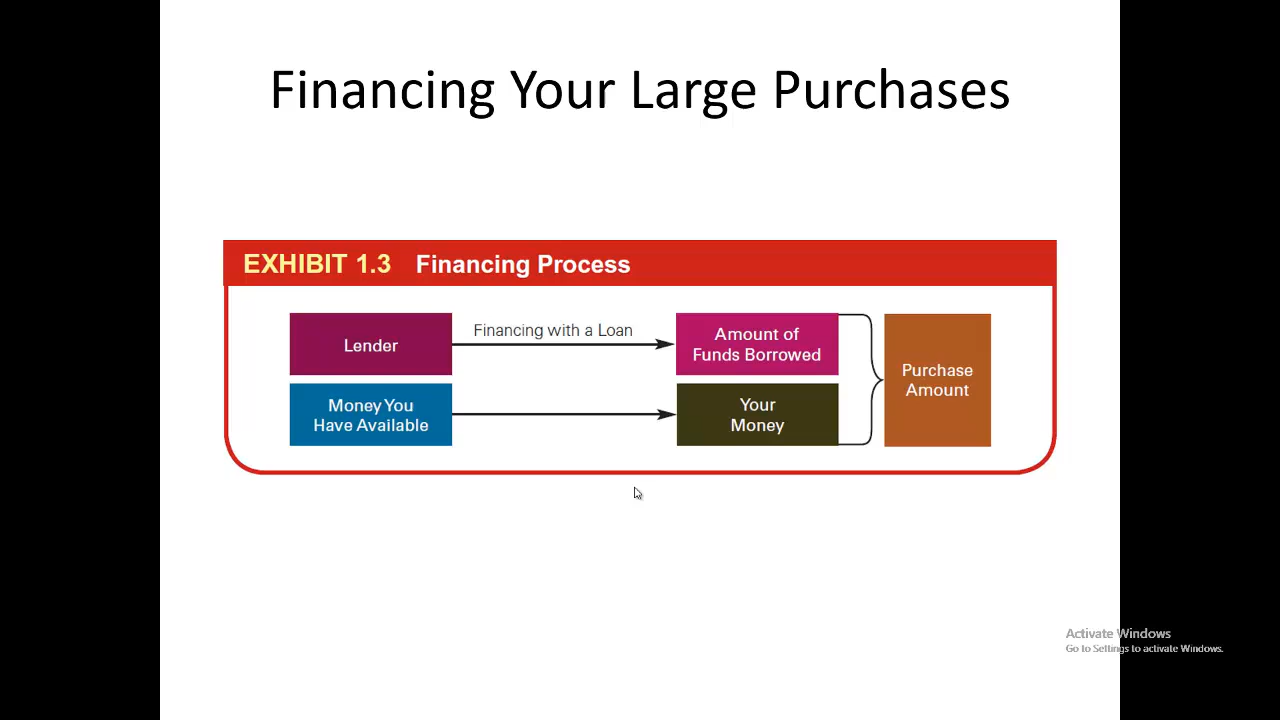 Financing Your Large Purchases
EXHIBIT 1.3 Financing Process
Lender
Financing with a Loan
Amount of
Funds Borrowed
Money You
Have Available
Your
Money
Purchase
Amount
Activate Windows
Go to Settings to activate Windows.